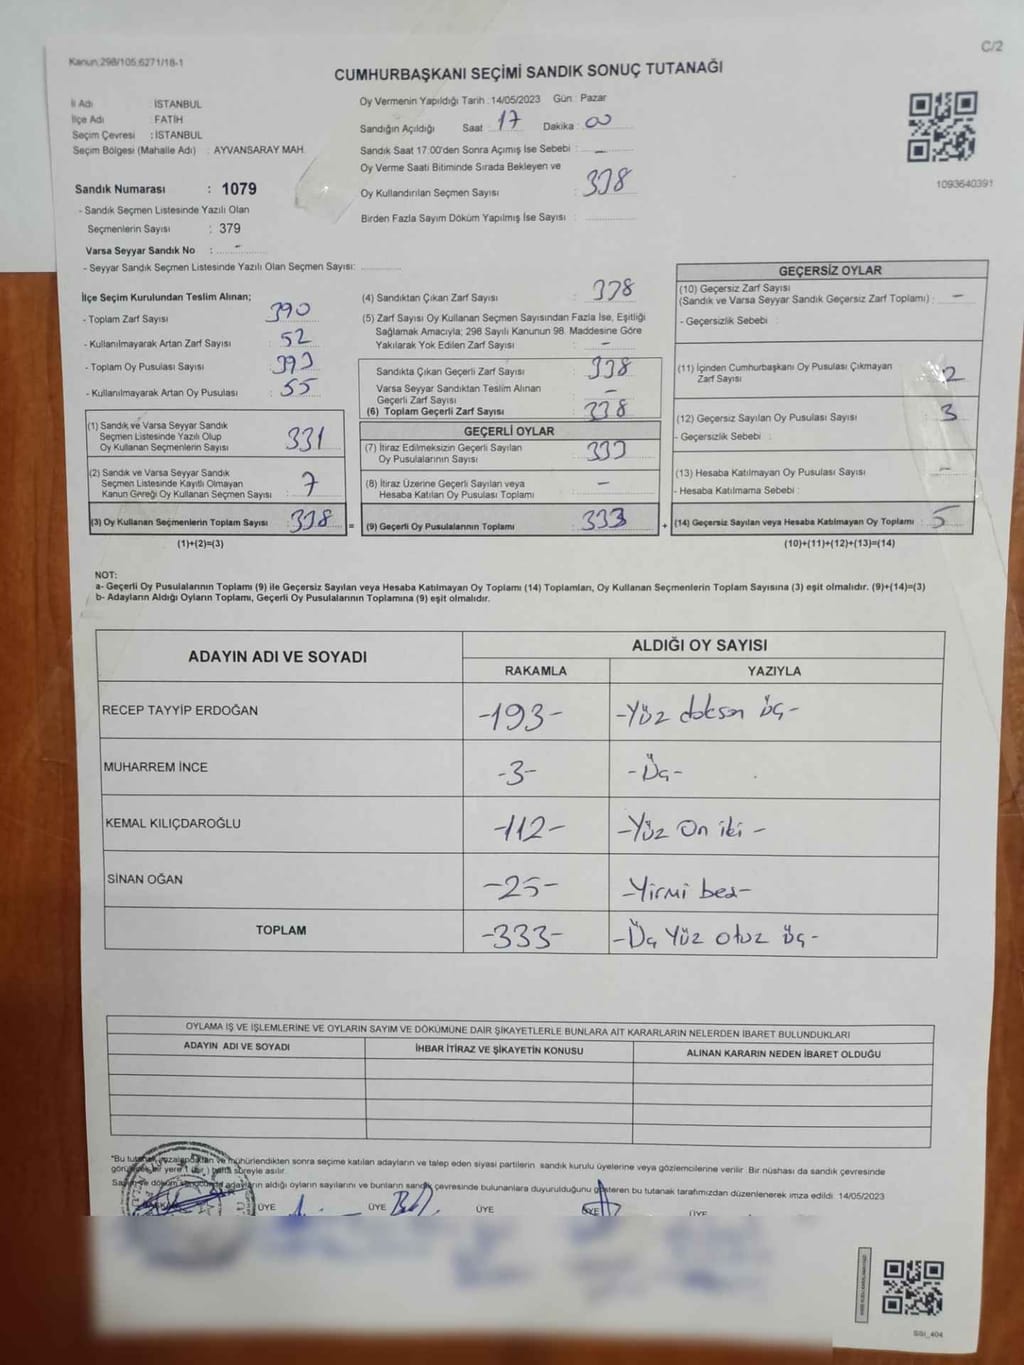 C/2
Kanun:298/105;6271/18-1
CUMHURBAŞKANI SEÇİMİ SANDIK SONUÇ TUTANAĞI
İl Adı İSTANBUL
İlçe Adı FATİH
Seçim Çevresi : İSTANBUL
Seçim Bölgesi (Mahalle Adı) : AYVANSARAY MAH.
Sandık Numarası : 1079
- Sandık Seçmen Listesinde Yazılı Olan
Seçmenlerin Sayısı : 379
Varsa Seyyar Sandık No : -
- Seyyar Sandık Seçmen Listesinde Yazılı Olan Seçmen Sayısı:
Oy Vermenin Yapıldığı Tarih : 14/05/2023 Gün : Pazar
Sandığın Açıldığı Saat 17 Dakika : 00
Sandık Saat 17:00'den Sonra Açımış İse Sebebi : -
Oy Verme Saati Bitiminde Sırada Bekleyen ve
Oy Kullandırılan Seçmen Sayısı : 338
Birden Fazla Sayım Döküm Yapılmış İse Sayısı :
1093640391
İlçe Seçim Kurulundan Teslim Alınan;
- Toplam Zarf Sayısı : 390
- Kullanılmayarak Artan Zarf Sayısı : 52
- Toplam Oy Pusulası Sayısı : 393
- Kullanılmayarak Artan Oy Pusulası : 55
(1) Sandık ve Varsa Seyyar Sandık
Seçmen Listesinde Yazılı Olup
Oy Kullanan Seçmenlerin Sayısı : 331
(2) Sandık ve Varsa Seyyar Sandık
Seçmen Listesinde Kayıtlı Olmayan
Kanun Gereği Oy Kullanan Seçmen Sayısı : 7
(3) Oy Kullanan Seçmenlerin Toplam Sayısı : 338 =
(1)+(2)=(3)
(4) Sandıktan Çıkan Zarf Sayısı : 338
(5) Zarf Sayısı Oy Kullanan Seçmen Sayısından Fazla İse, Eşitliği
Sağlamak Amacıyla; 298 Sayılı Kanunun 98. Maddesine Göre
Yakılarak Yok Edilen Zarf Sayısı : -
Sandıkta Çıkan Geçerli Zarf Sayısı : 338
Varsa Seyyar Sandıktan Teslim Alınan
Geçerli Zarf Sayısı : -
(6) Toplam Geçerli Zarf Sayısı : 338
GEÇERLİ OYLAR
(7) İtiraz Edilmeksizin Geçerli Sayılan
Oy Pusulalarının Sayısı : 333
(8) İtiraz Üzerine Geçerli Sayılan veya
Hesaba Katılan Oy Pusulası Toplamı : -
(9) Geçerli Oy Pusulalarının Toplamı : 333 +
GEÇERSİZ OYLAR
(10) Geçersiz Zarf Sayısı
(Sandık ve Varsa Seyyar Sandık Geçersiz Zarf Toplamı) : -
- Geçersizlik Sebebi :
(11) İçinden Cumhurbaşkanı Oy Pusulası Çıkmayan
Zarf Sayısı 2
(12) Geçersiz Sayılan Oy Pusulası Sayısı : 3
- Geçersizlik Sebebi :
(13) Hesaba Katılmayan Oy Pusulası Sayısı : -
- Hesaba Katılmama Sebebi :
(14) Geçersiz Sayılan veya Hesaba Katılmayan Oy Toplamı : 5
(10)+(11)+(12)+(13)=(14)
NOT:
a- Geçerli Oy Pusulalarının Toplamı (9) ile Geçersiz Sayılan veya Hesaba Katılmayan Oy Toplamı (14) Toplamları, Oy Kullanan Seçmenlerin Toplam Sayısına (3) eşit olmalıdır. (9)+(14)=(3)
b- Adayların Aldığı Oyların Toplamı, Geçerli Oy Pusulalarının Toplamına (9) eşit olmalıdır.
ADAYIN ADI VE SOYADI ALDIĞI OY SAYISI
RAKAMLA YAZIYLA
RECEP TAYYİP ERDOĞAN -193- -Yüz doksan üç-
MUHARREM İNCE -3- -Üç-
KEMAL KILIÇDAROĞLU -112- -Yüz On iki-
SİNAN OĞAN -25- -Yirmi beş-
TOPLAM -333- -Üç Yüz otuz üç-
OYLAMA İŞ VE İŞLEMLERİNE VE OYLARIN SAYIM VE DÖKÜMÜNE DAİR ŞİKAYETLERLE BUNLARA AİT KARARLARIN NELERDEN İBARET BULUNDUKLARI
ADAYIN ADI VE SOYADI İHBAR İTİRAZ VE ŞİKAYETİN KONUSU ALINAN KARARIN NEDEN İBARET OLDUĞU
"Bu mühürlendikten sonra seçime katılan adayların ve talep eden siyasi partilerin sandık kurulu üyelerine veya gözlemcilerine verilir. Bir nüshası da sandık çevresinde
bir yere 1 hafta süreyle asılır.
adayların aldığı oyların sayılarını ve bunların sandık çevresinde bulunanlara duyurulduğunu gösteren bu tutanak tarafımızdan düzenlenerek imza edildi. 14/05/2023
ÜYE ÜYE ÜYE ÜYE ÜYE
SSI_404